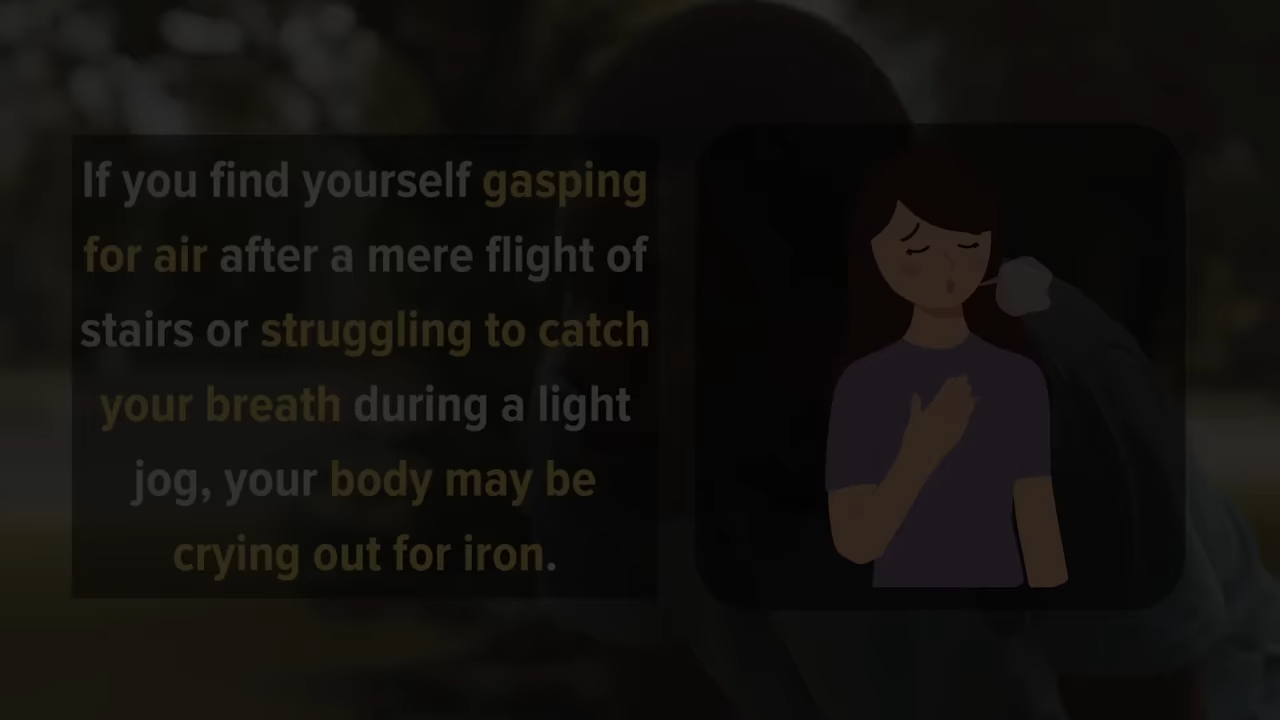 If you find yourself gasping
for air after a mere flight of
stairs or struggling to catch
your breath during a light
jog, your body may be
crying out for iron.